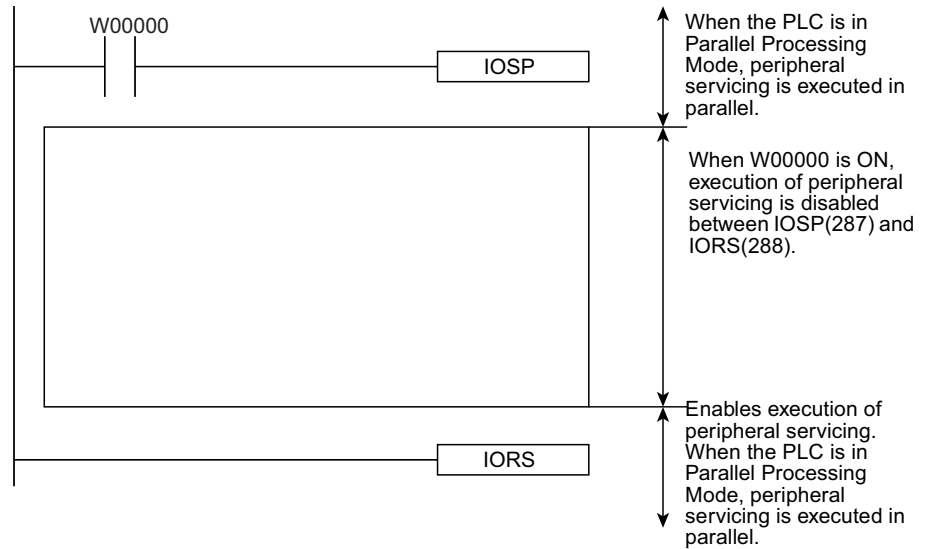 W00000
IOSP
When the PLC is in
Parallel Processing
Mode, peripheral
servicing is executed in
parallel.
When W00000 is ON,
execution of peripheral
servicing is disabled
between IOSP(287) and
IORS(288).
Enables execution of
peripheral servicing.
When the PLC is in
Parallel Processing
Mode, peripheral
servicing is executed in
parallel.
IORS